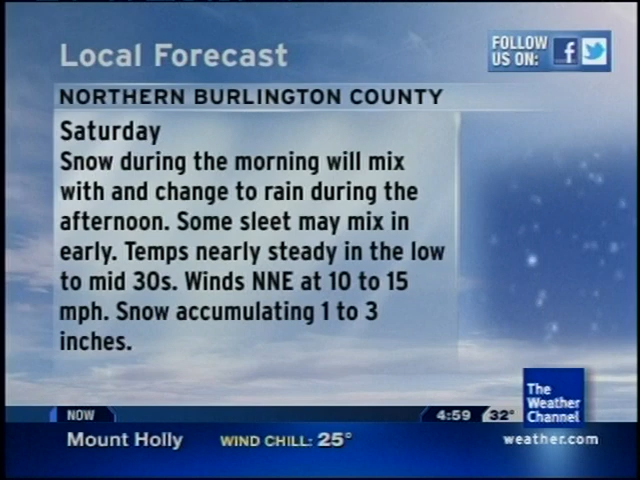 Local Forecast
FOLLOW
US ON:
f
NORTHERN BURLINGTON COUNTY
Saturday
Snow during the morning will mix
with and change to rain during the
afternoon. Some sleet may mix in
early. Temps nearly steady in the low
to mid 30s. Winds NNE at 10 to 15
mph. Snow accumulating 1 to 3
inches.
The
Weather
Channel
NOW
4:59
32°
Mount Holly
WIND CHILL: 25°
weather.com